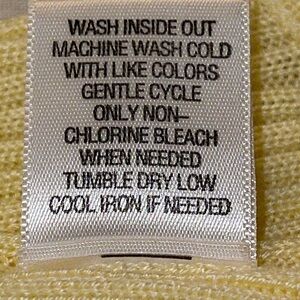 WASH INSIDE OUT
MACHINE WASH COLD
WITH LIKE COLORS
GENTLE CYCLE
ONLY NON-
CHLORINE BLEACH
WHEN NEEDED
TUMBLE DRY LOW
COOL IRON IF NEEDED